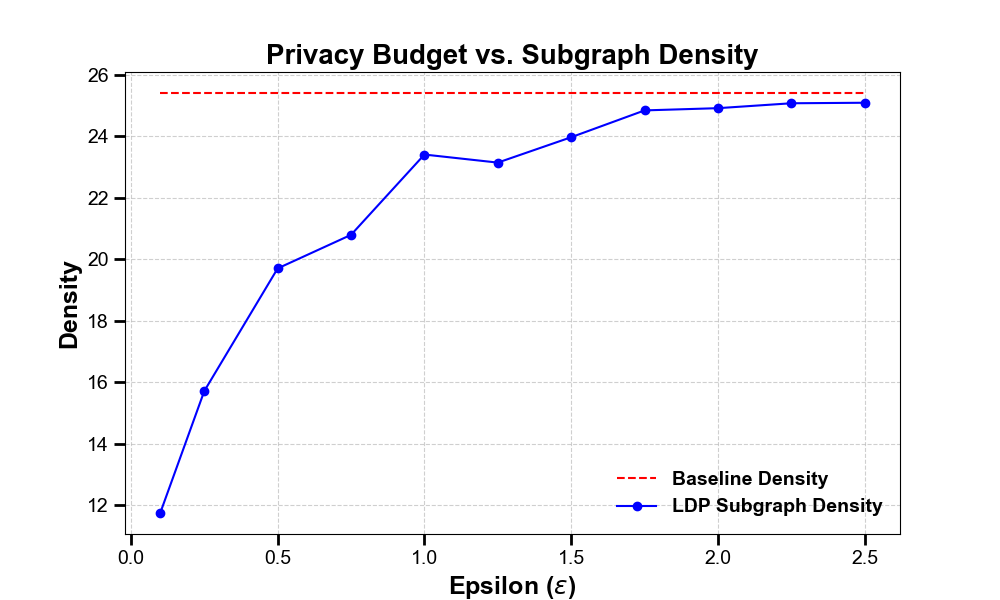 Privacy Budget vs. Subgraph Density
26
24
22
20
18
16
14
12
Density
Baseline Density
LDP Subgraph Density
0.0 0.5 1.0 1.5 2.0 2.5
Epsilon (ε)